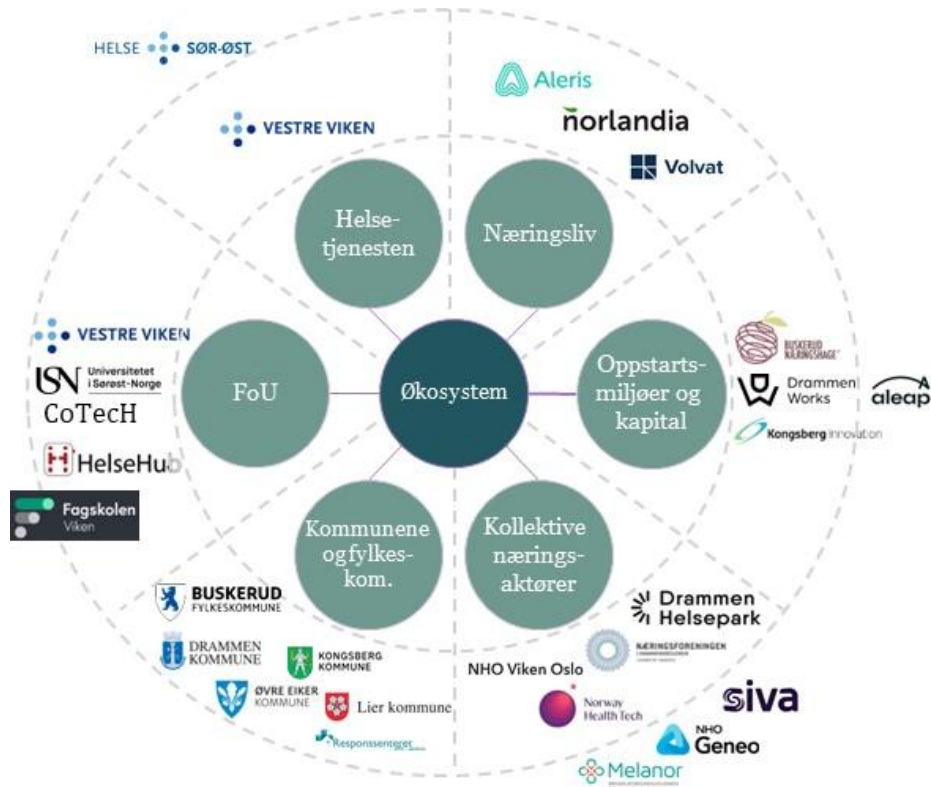 HELSE SØR-ØST
VESTRE VIKEN
Aleris
norlandia
Volvat
Helse-
tjenesten
Næringsliv
FoU
Økosystem
Oppstarts-
miljøer og
kapital
Kommunene
og fylkes-
kom.
Kollektive
nærings-
aktører
VESTRE VIKEN
USN Universitetet
i Sørøst-Norge
CoTecH
HelseHub
Fagskolen
Viken
BUSKERUD
NÆRINGSHAGE
Drammen
Works
aleap
Kongsberg Innovation
BUSKERUD
FYLKESKOMMUNE
DRAMMEN
KOMMUNE
KONGSBERG
KOMMUNE
ØVRE EIKER
KOMMUNE
Lier kommune
Responssenteret
Drammen
Helsepark
NÆRINGSFORENINGEN
NHO Viken Oslo
Norway
Health Tech
siva
NHO
Geneo
Melanor